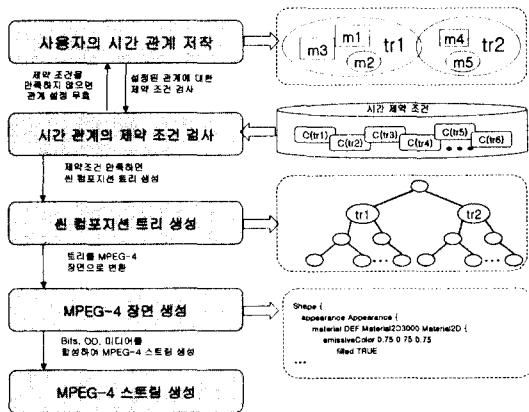 사용자의 시간 관계 저작
m3
m1
m2
tr1
m4
m5
tr2
제약 조건을
만족하지 않으면
관계 설정 무효
설정된 관계에 대한
제약 조건 검사
시간 관계의 제약 조건 검사
시간 제약 조건
C(tr1)
C(tr2)
C(tr3)
C(tr4)
C(tr5)
C(tr6)
제약조건 만족하면
씬 컴포지션 트리 생성
씬 컴포지션 트리 생성
tr1
tr2
트리를 MPEG-4
장면으로 변환
MPEG-4 장면 생성
Shape {
appearance Appearance {
material DEF Material2D3000 Material2D {
emissiveColor 0.75 0.75 0.75
filled TRUE
...
Bifs, OD, 미디어를
합성하여 MPEG-4 스트림 생성
MPEG-4 스트림 생성